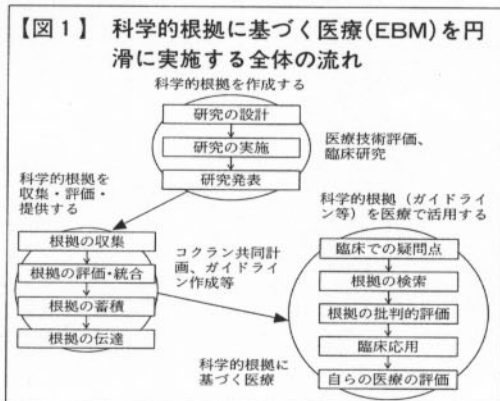 【図1】 科学的根拠に基づく医療(EBM)を円
滑に実施する全体の流れ
科学的根拠を作成する
研究の設計
研究の実施
研究発表
医療技術評価、
臨床研究
科学的根拠を
収集・評価・
提供する
根拠の収集
根拠の評価・統合
根拠の蓄積
根拠の伝達
コクラン共同計
画、ガイドライ
ン作成等
科学的根拠（ガイドライ
ン等）を医療で活用する
臨床での疑問点
根拠の検索
根拠の批判的評価
臨床応用
自らの医療の評価
科学的根拠に
基づく医療